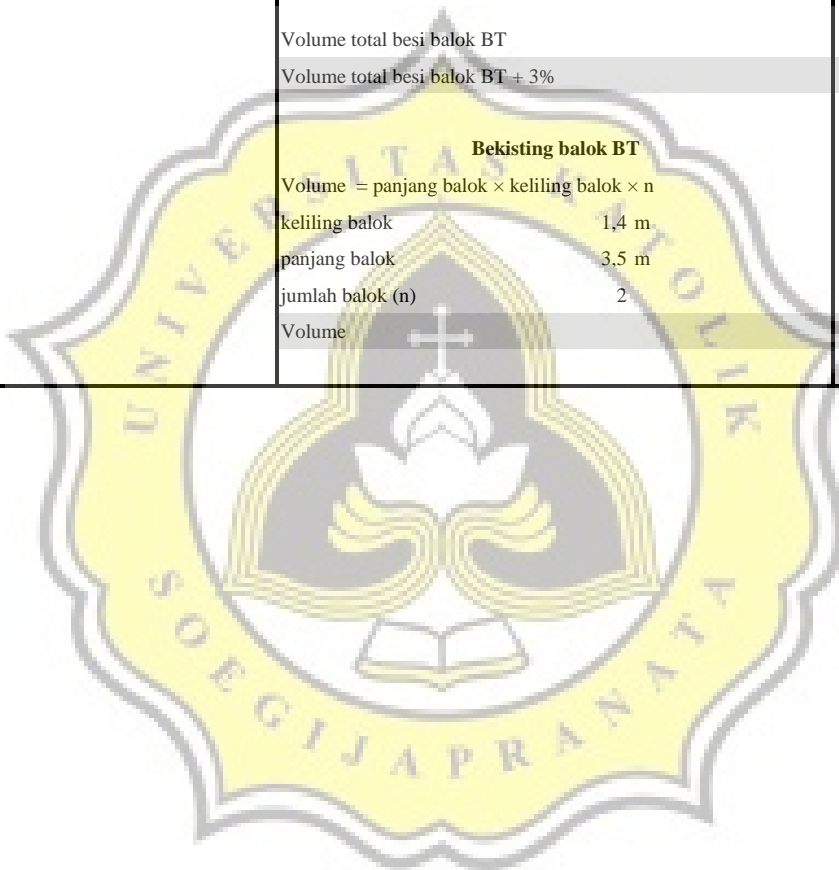 Volume total besi balok BT
Volume total besi balok BT + 3%
Bekisting balok BT
Volume = panjang balok × keliling balok × n
keliling balok 1,4 m
panjang balok 3,5 m
jumlah balok (n) 2
Volume
UNIVERSITAS KATOLIK
SOEGIJAPRANATA